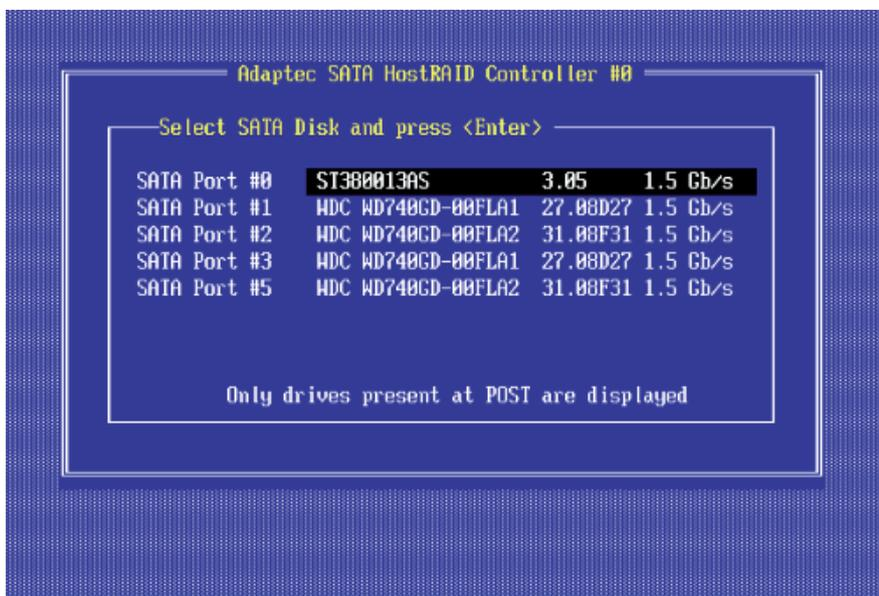 Adaptec SATA HostRAID Controller #0
Select SATA Disk and press <Enter>
SATA Port #0 ST380013AS 3.05 1.5 Gb/s
SATA Port #1 WDC WD740GD-00FLA1 27.08D27 1.5 Gb/s
SATA Port #2 WDC WD740GD-00FLA2 31.08F31 1.5 Gb/s
SATA Port #3 WDC WD740GD-00FLA1 27.08D27 1.5 Gb/s
SATA Port #5 WDC WD740GD-00FLA2 31.08F31 1.5 Gb/s
Only drives present at POST are displayed